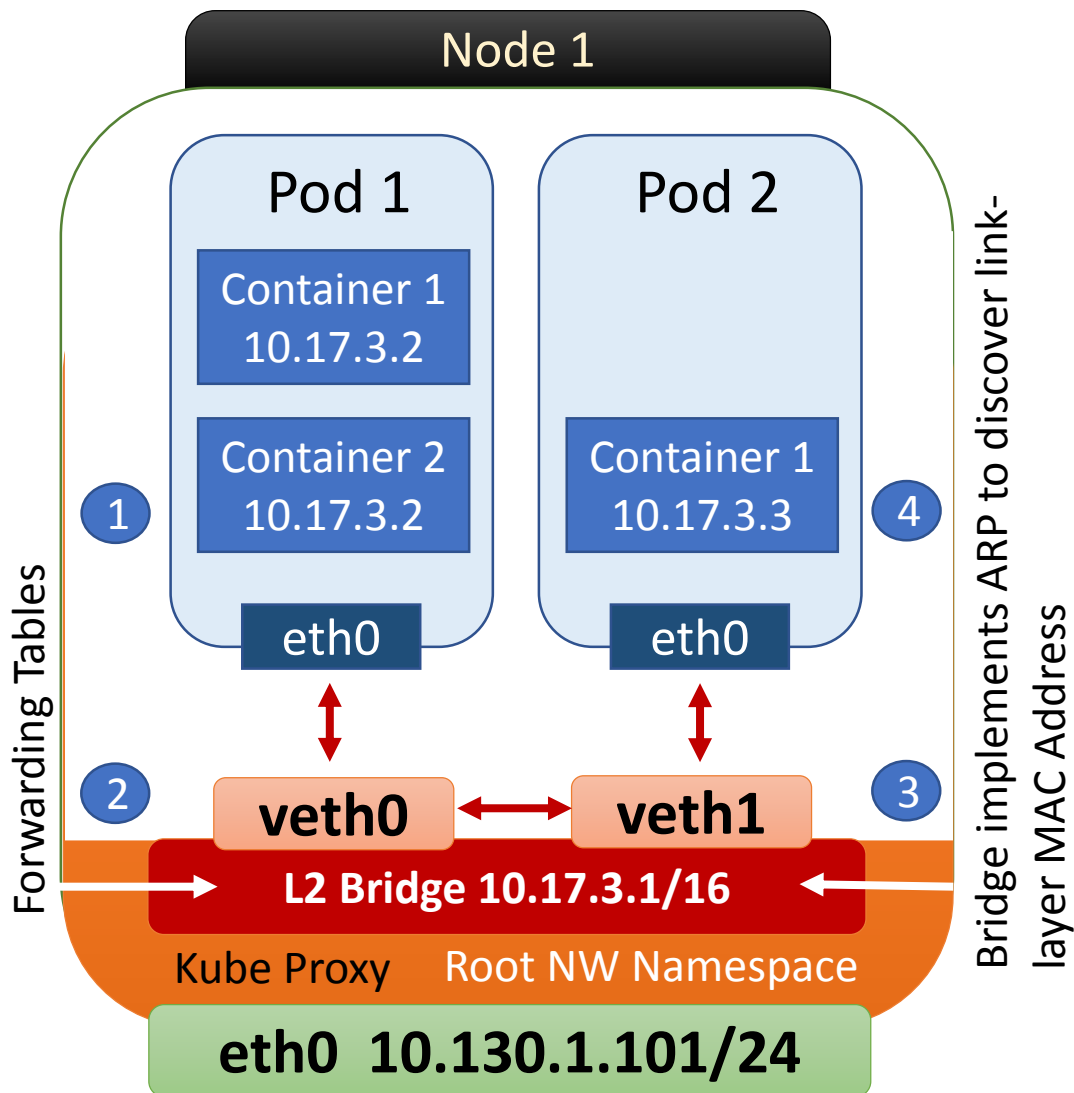 Node 1
Pod 1
Container 1
10.17.3.2
Container 2
10.17.3.2
eth0
Pod 2
Container 1
10.17.3.3
eth0
1
2
3
4
veth0
veth1
L2 Bridge 10.17.3.1/16
Kube Proxy
Root NW Namespace
eth0 10.130.1.101/24
Forwarding Tables
Bridge implements ARP to discover link-
layer MAC Address